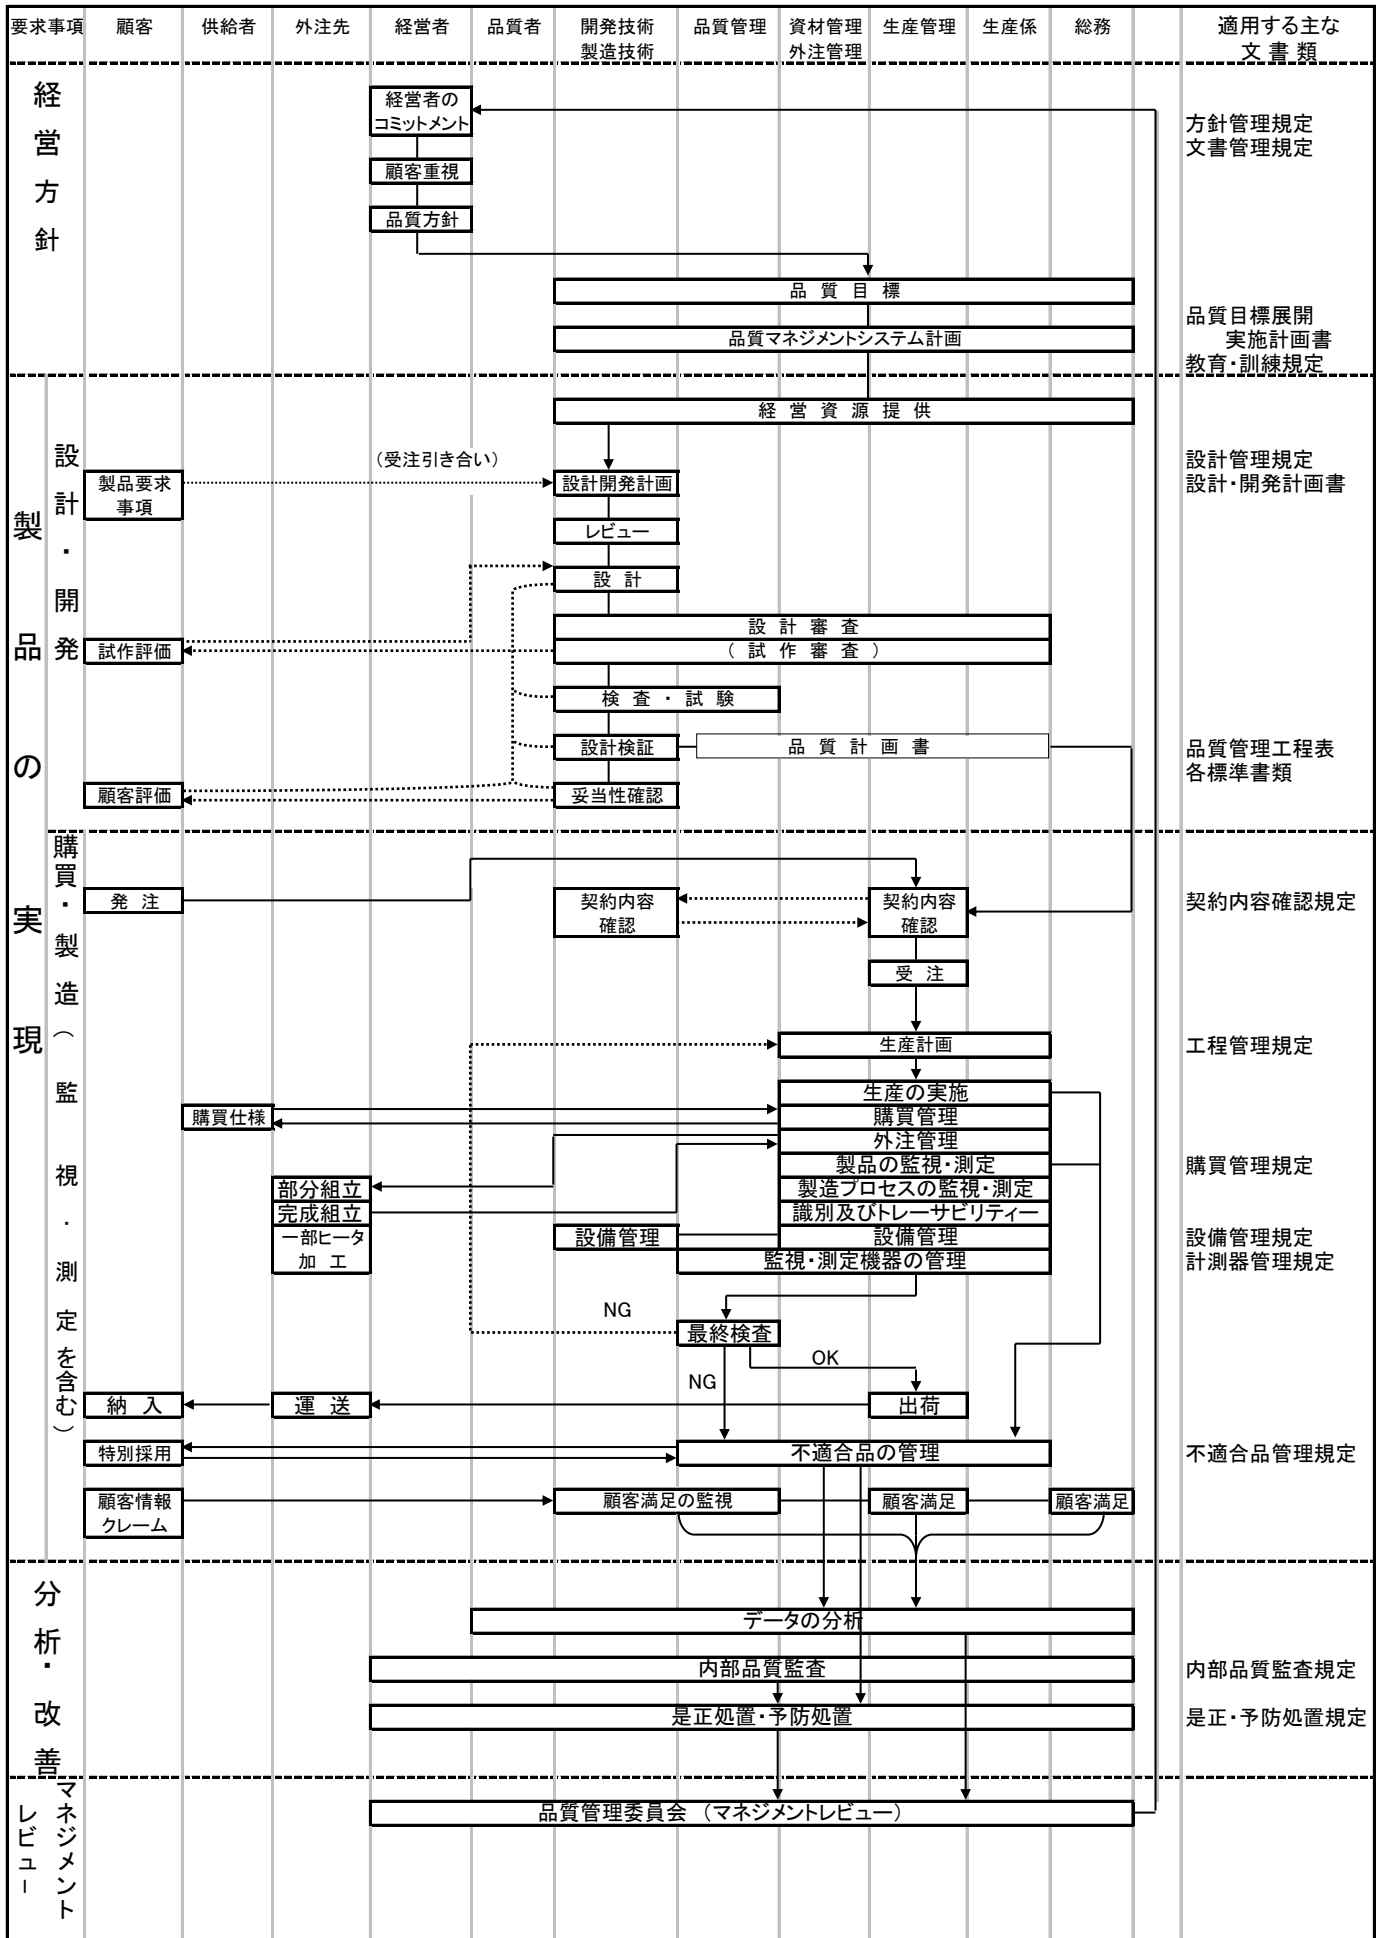 要求事項 顧客 供給者 外注先 経営者 品質者 開発技術 品質管理 資材管理 生産管理 生産係 総務 適用する主な
製造技術 外注管理 文書類
経営方針
経営者の
コミットメント
方針管理規定
文書管理規定
顧客重視
品質方針
品質目標
品質目標展開
実施計画書
品質マネジメントシステム計画
教育・訓練規定
製品の実現
設計・開発
経営資源提供
(受注引き合い)
設計管理規定
製品要求
事項
設計開発計画
設計・開発計画書
レビュー
設計
設計審査
試作評価
(試作審査)
検査・試験
設計検証
品質計画書
品質管理工程表
各標準書類
顧客評価
妥当性確認
購買・製造(監視・測定を含む)
発注
契約内容
確認
契約内容
確認
契約内容確認規定
受注
生産計画
工程管理規定
生産の実施
購買仕様
購買管理
外注管理
製品の監視・測定
購買管理規定
部分組立
製造プロセスの監視・測定
完成組立
識別及びトレーサビリティー
一部ヒータ
加工
設備管理
設備管理
設備管理規定
監視・測定機器の管理
計測器管理規定
NG
最終検査
OK
NG
納入
運送
出荷
特別採用
不適合品の管理
不適合品管理規定
顧客情報
クレーム
顧客満足の監視
顧客満足
顧客満足
分析・改善
データの分析
内部品質監査
内部品質監査規定
是正処置・予防処置
是正・予防処置規定
マネジメント
レビュー
品質管理委員会(マネジメントレビュー)